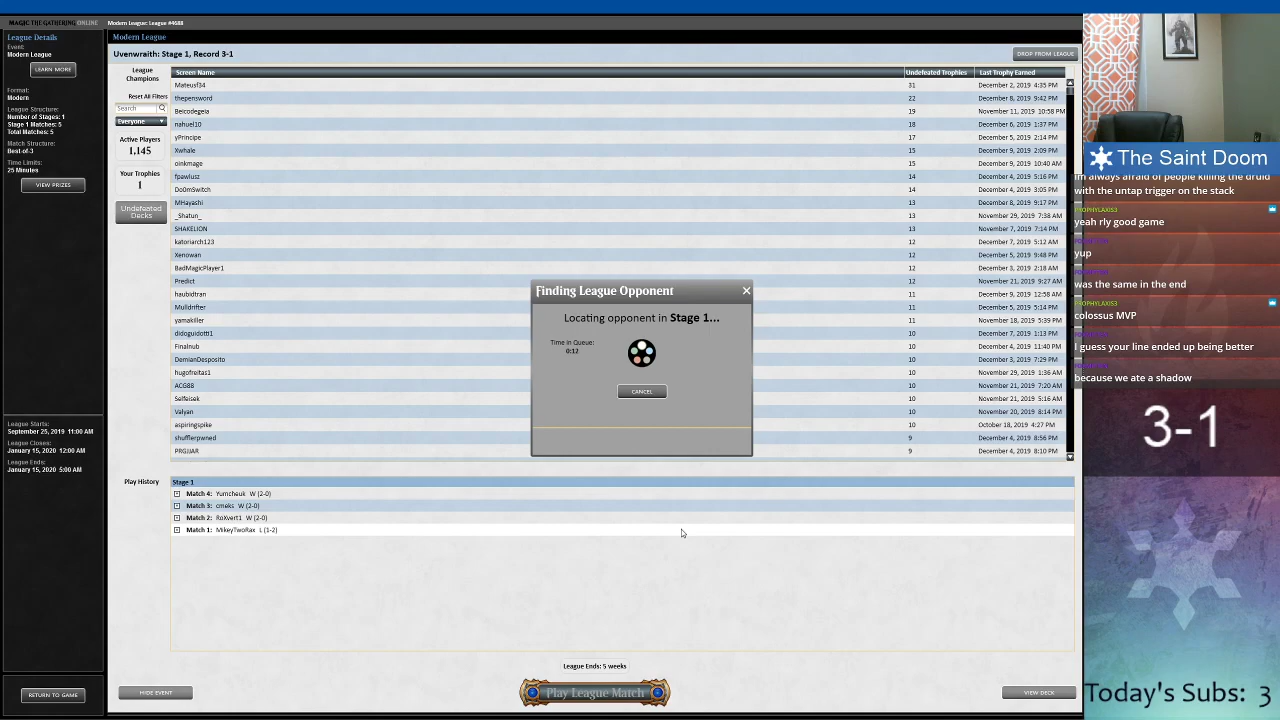 MAGIC THE GATHERING ONLINE
Modern League: League #4688
League Details
Event:
Modern League
LEARN MORE
Format:
Modern
League Structure:
Number of Stages: 1
Stage 1 Matches: 5
Total Matches: 5
Match Structure:
Best-of-3
Time Limits:
25 Minutes
VIEW PRIZES
League Starts:
September 25, 2019 11:00 AM
League Closes:
January 15, 2020 12:00 AM
League Ends:
January 15, 2020 5:00 AM
RETURN TO GAME
Modern League
Uvenwraith: Stage 1, Record 3-1
DROP FROM LEAGUE
League
Champions
Reset All Filters
Search
Everyone
Active Players
1,145
Your Trophies
1
Undefeated
Decks
Screen Name Undefeated Trophies Last Trophy Earned
Mateusf34 31 December 2, 2019 4:35 PM
thepensword 22 December 8, 2019 9:42 PM
Belcodegeia 19 November 11, 2019 10:58 PM
nahuel10 18 December 6, 2019 1:37 PM
yPrincipe 17 December 5, 2019 2:14 PM
Xwhale 15 December 9, 2019 2:09 PM
oinkmage 15 December 9, 2019 10:40 AM
fpawlusz 14 December 4, 2019 5:16 PM
Do0mSwitch 14 December 4, 2019 3:05 PM
MHayashi 13 December 8, 2019 9:17 PM
_Shatun_ 13 November 29, 2019 7:38 AM
SHAKELION 13 November 7, 2019 7:14 PM
katoriarch123 12 December 7, 2019 5:12 AM
Xenowan 12 December 5, 2019 9:48 PM
BadMagicPlayer1 12 December 3, 2019 2:18 AM
Predict 12 November 21, 2019 9:27 AM
haubidtran 11 December 9, 2019 12:58 AM
Mulldrifter 11 December 5, 2019 5:14 PM
yamakiller 11 November 18, 2019 5:39 PM
didoguidotti1 10 December 7, 2019 1:13 PM
Finalnub 10 December 4, 2019 11:40 PM
DemianDesposito 10 December 3, 2019 7:29 PM
hugofreitas1 10 November 29, 2019 1:36 AM
ACG88 10 November 21, 2019 7:20 AM
Selfeisek 10 November 21, 2019 5:16 AM
Valyan 10 November 20, 2019 8:14 PM
aspiringspike 10 October 18, 2019 4:27 PM
shufflerpwned 9 December 4, 2019 8:56 PM
PRGJJAR 9 December 4, 2019 8:10 PM
Finding League Opponent
Locating opponent in Stage 1...
Time in Queue:
0:12
CANCEL
Play History
Stage 1
Match 4: Yumcheuk W (2-0)
Match 3: cmeks W (2-0)
Match 2: RoXvert1 W (2-0)
Match 1: MikeyTwoRax L (1-2)
League Ends: 5 weeks
HIDE EVENT
Play League Match
VIEW DECK
The Saint Doom
Im always afraid of people killing the druid
with the untap trigger on the stack
PROPHYLAXIS3
yeah rly good game
yup
was the same in the end
PROPHYLAXIS3
colossus MVP
I guess your line ended up being better
because we ate a shadow
3-1
Today's Subs: 3